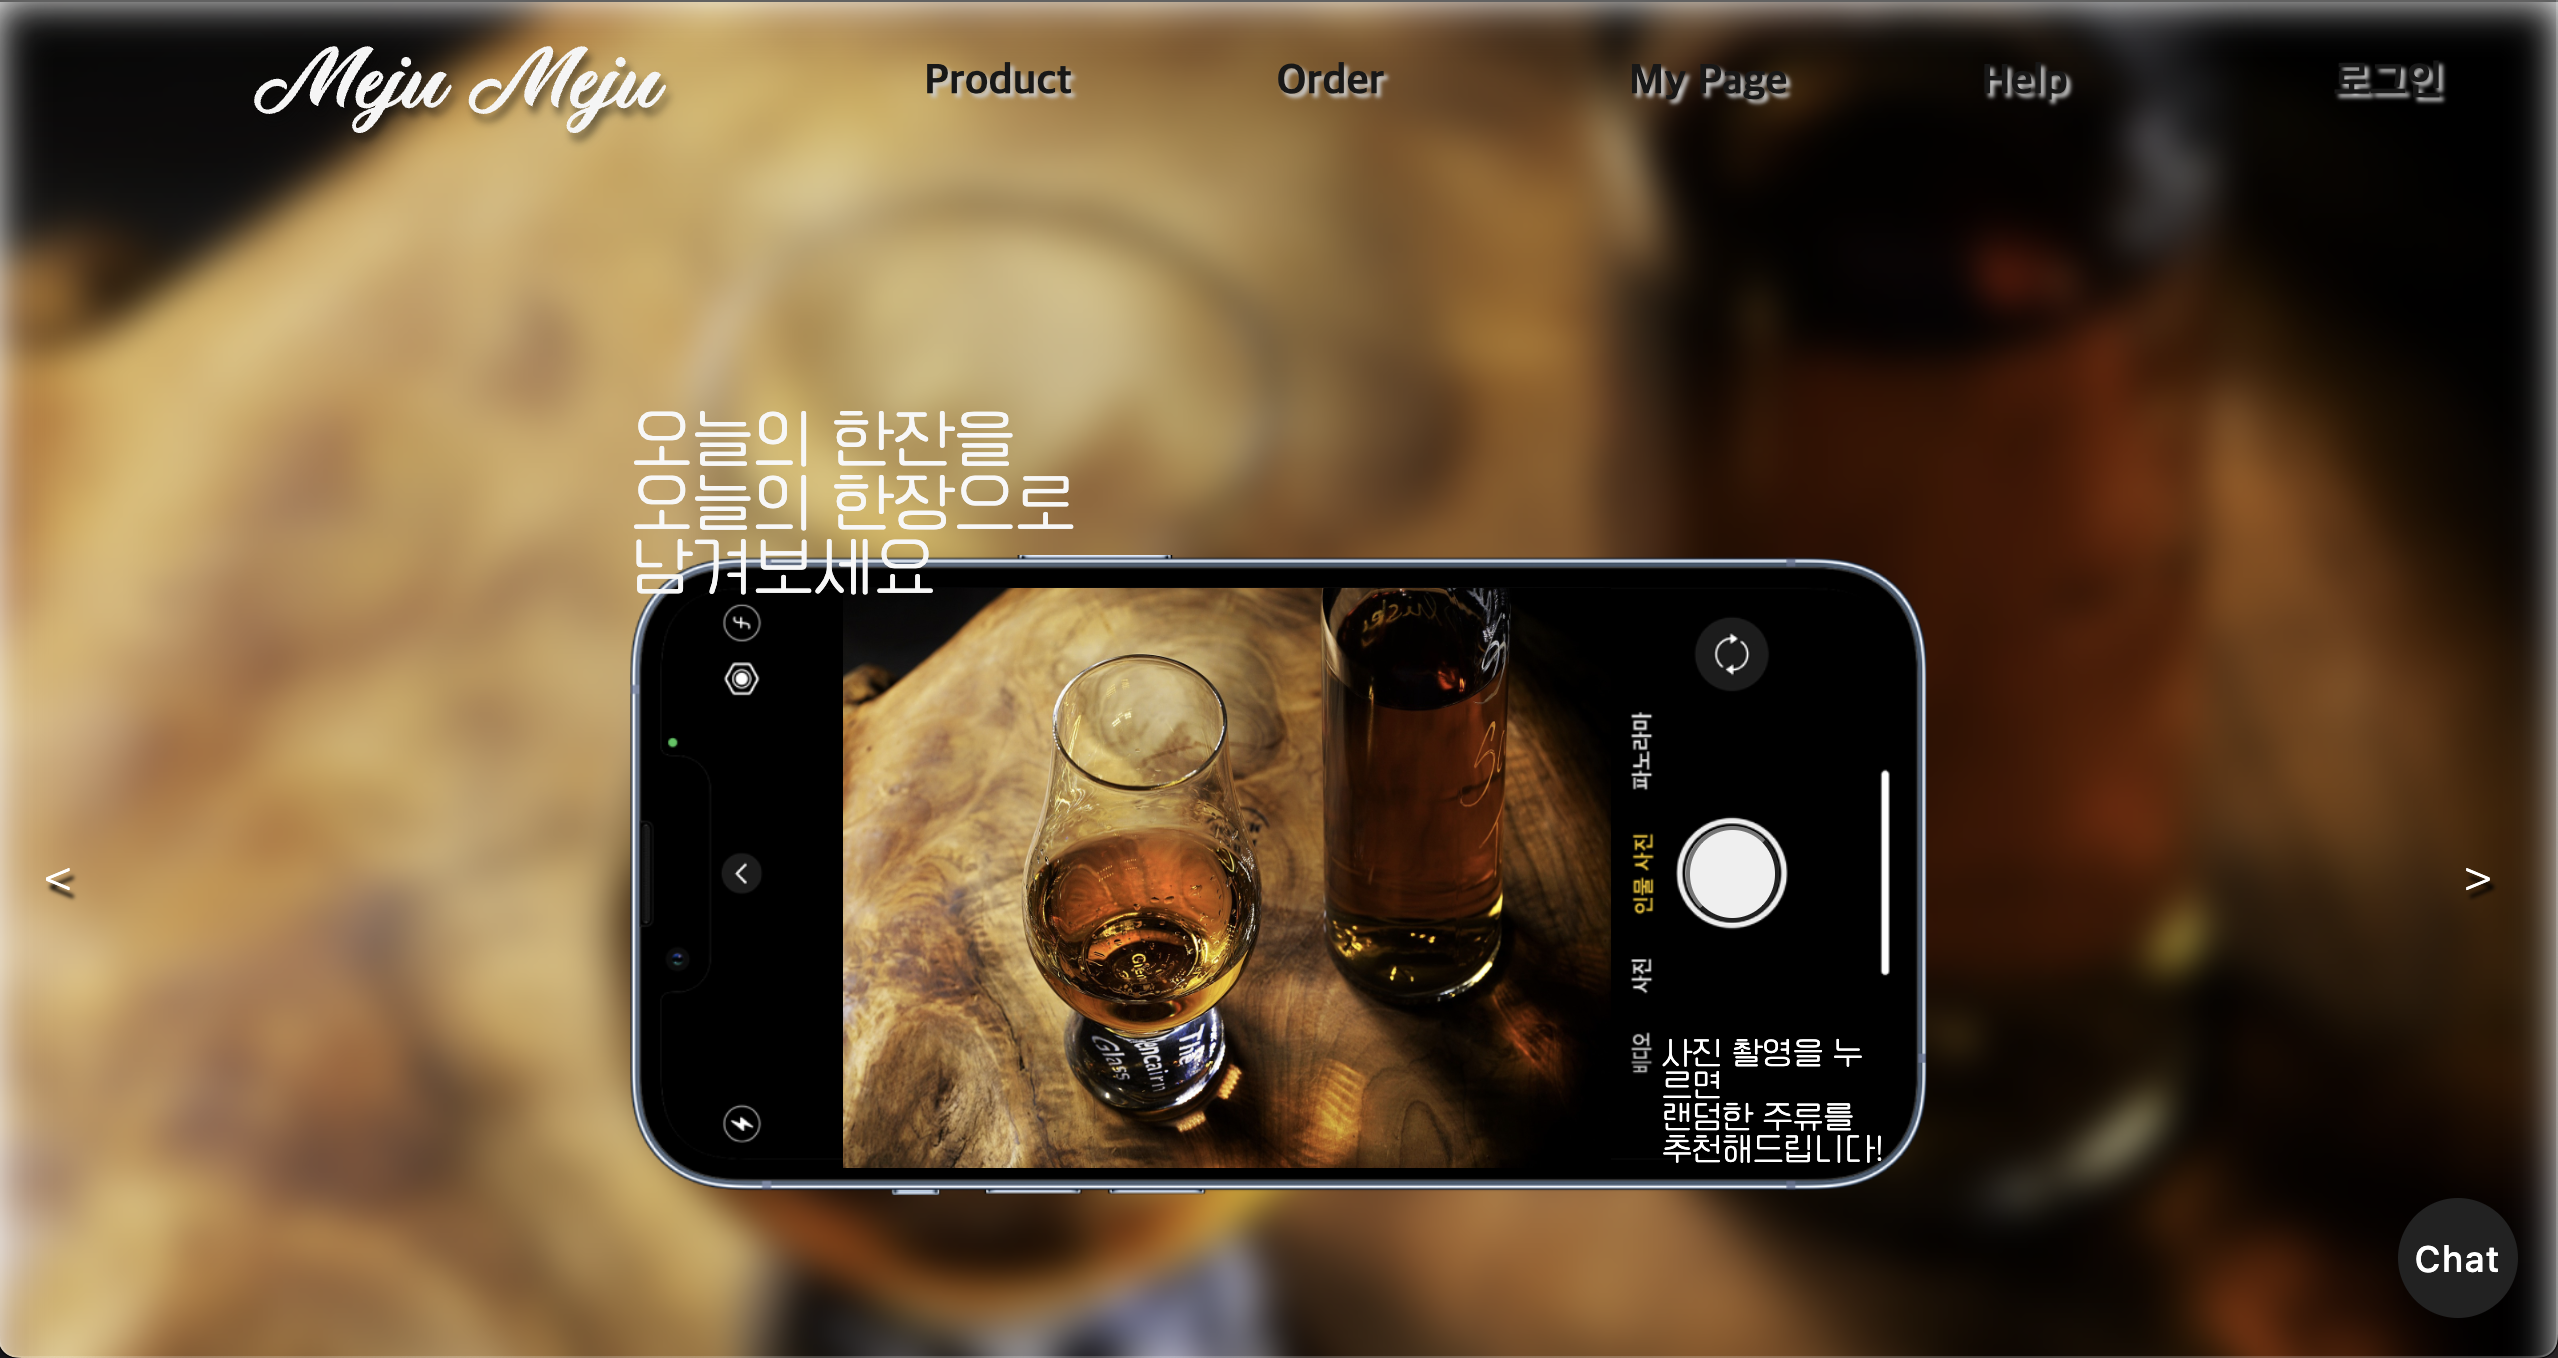 Meju Meju
Product
Order
My Page
Help
로그인
오늘의 한잔을
오늘의 한장으로
남겨보세요
<
>
파노라마
인물 사진
사진
비디오
The
Glass
사진 촬영을 누
르면
랜덤한 주류를
추천해드립니다!
Chat